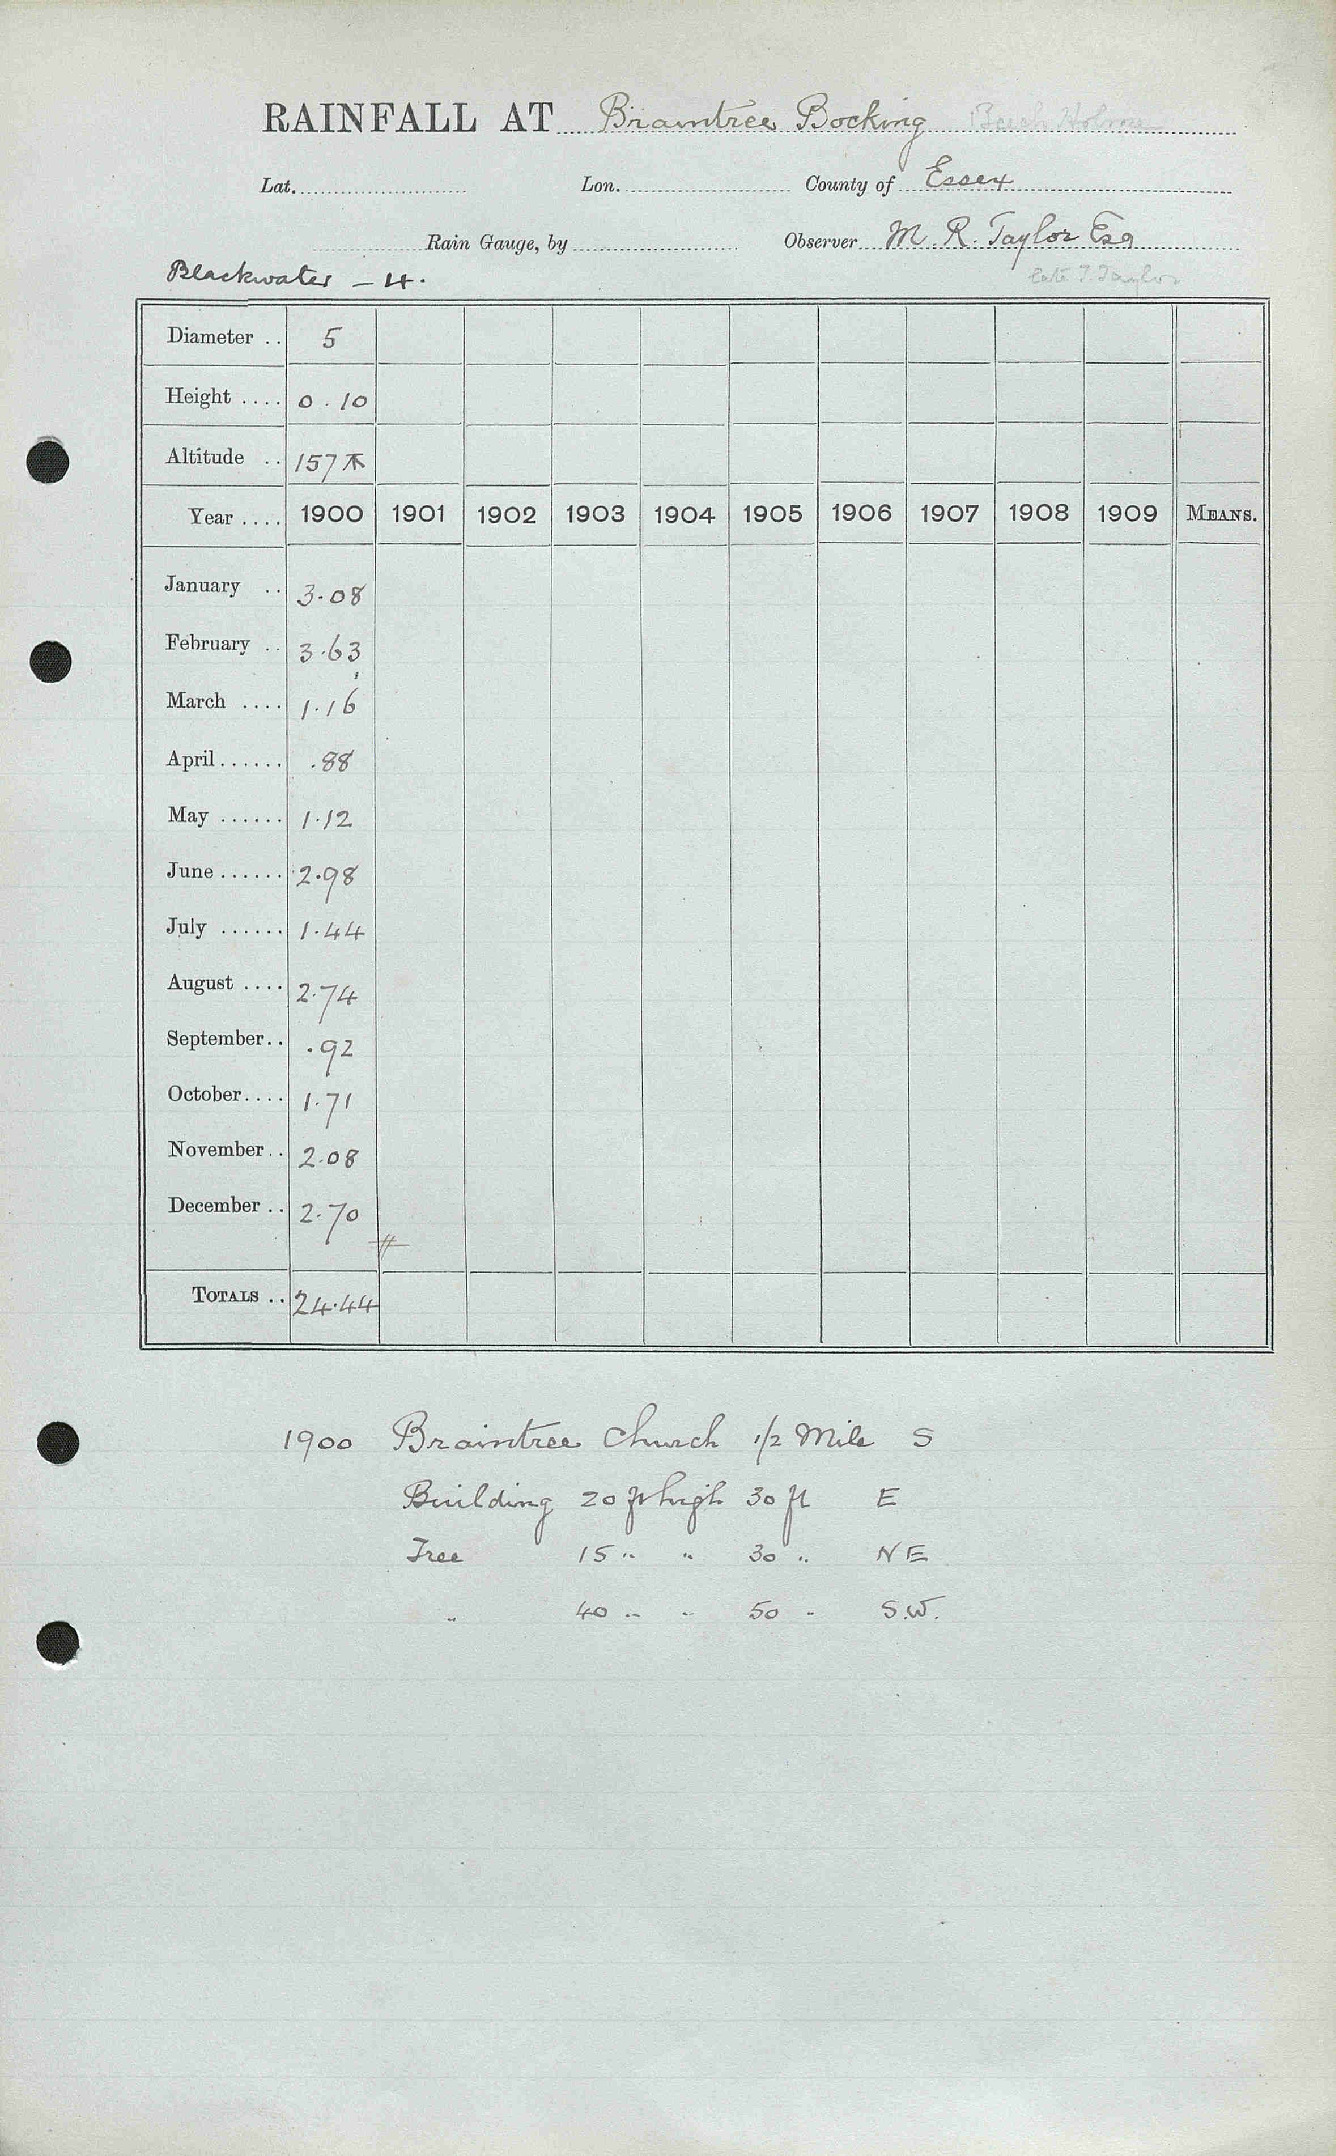 RAINFALL AT Braintree Bocking Beech Holme
Lat. Lon. County of Essex
Rain Gauge, by Observer M. R. Taylor Esq
Blackwater – 4. late T Taylor
Diameter .. 5
Height .... 0.10
Altitude .. 157
Year .... 1900 1901 1902 1903 1904 1905 1906 1907 1908 1909 MEANS.
January .. 3.08
February .. 3.63
March .... 1.16
April ...... .88
May ...... 1.12
June ...... 2.98
July ...... 1.44
August .... 2.74
September.. .92
October.... 1.71
November.. 2.08
December .. 2.70
TOTALS .. 24.44
1900 Braintree Church 1/2 Mile S
Building 20 ft high 30 ft E
Tree 15 " " 30 " NE
" 40 " " 50 " S.W.